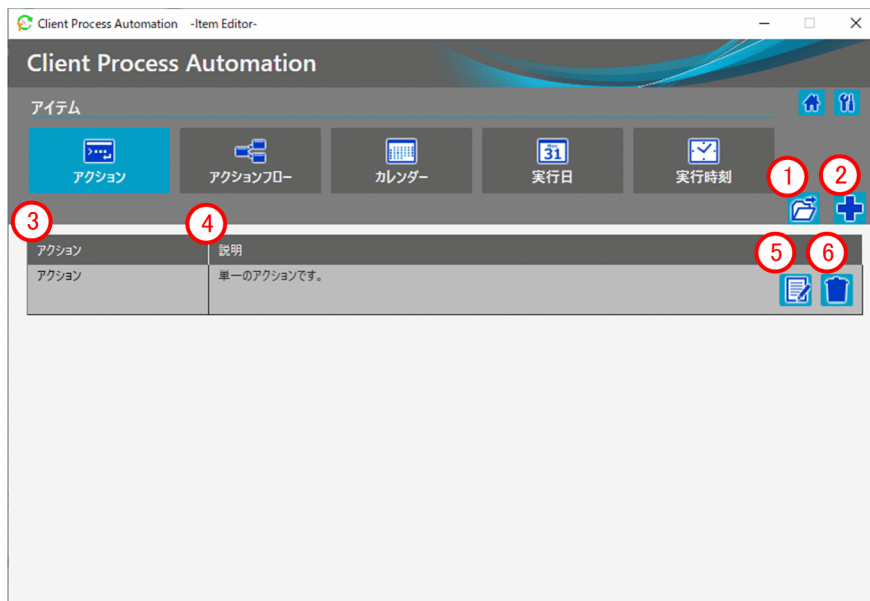 Client Process Automation -Item Editor-
Client Process Automation
アイテム
アクション
アクションフロー
カレンダー
31
実行日
実行時刻
1
2
3
4
アクション
説明
5
6
アクション
単一のアクションです。